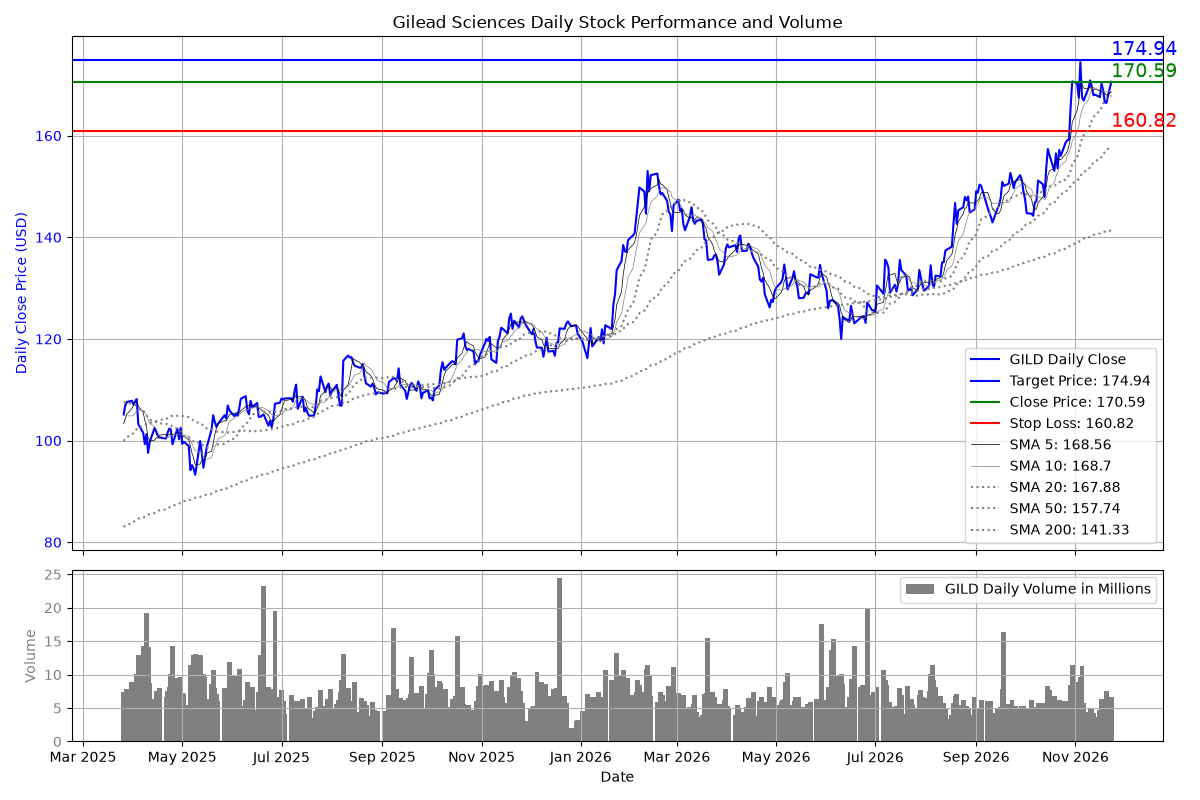 Gilead Sciences Daily Stock Performance and Volume
174.94
170.59
160.82
160
140
120
100
80
Daily Close Price (USD)
GILD Daily Close
Target Price: 174.94
Close Price: 170.59
Stop Loss: 160.82
SMA 5: 168.56
SMA 10: 168.7
SMA 20: 167.88
SMA 50: 157.74
SMA 200: 141.33
25
20
15
10
5
0
Volume
GILD Daily Volume in Millions
Mar 2025 May 2025 Jul 2025 Sep 2025 Nov 2025 Jan 2026 Mar 2026 May 2026 Jul 2026 Sep 2026 Nov 2026
Date